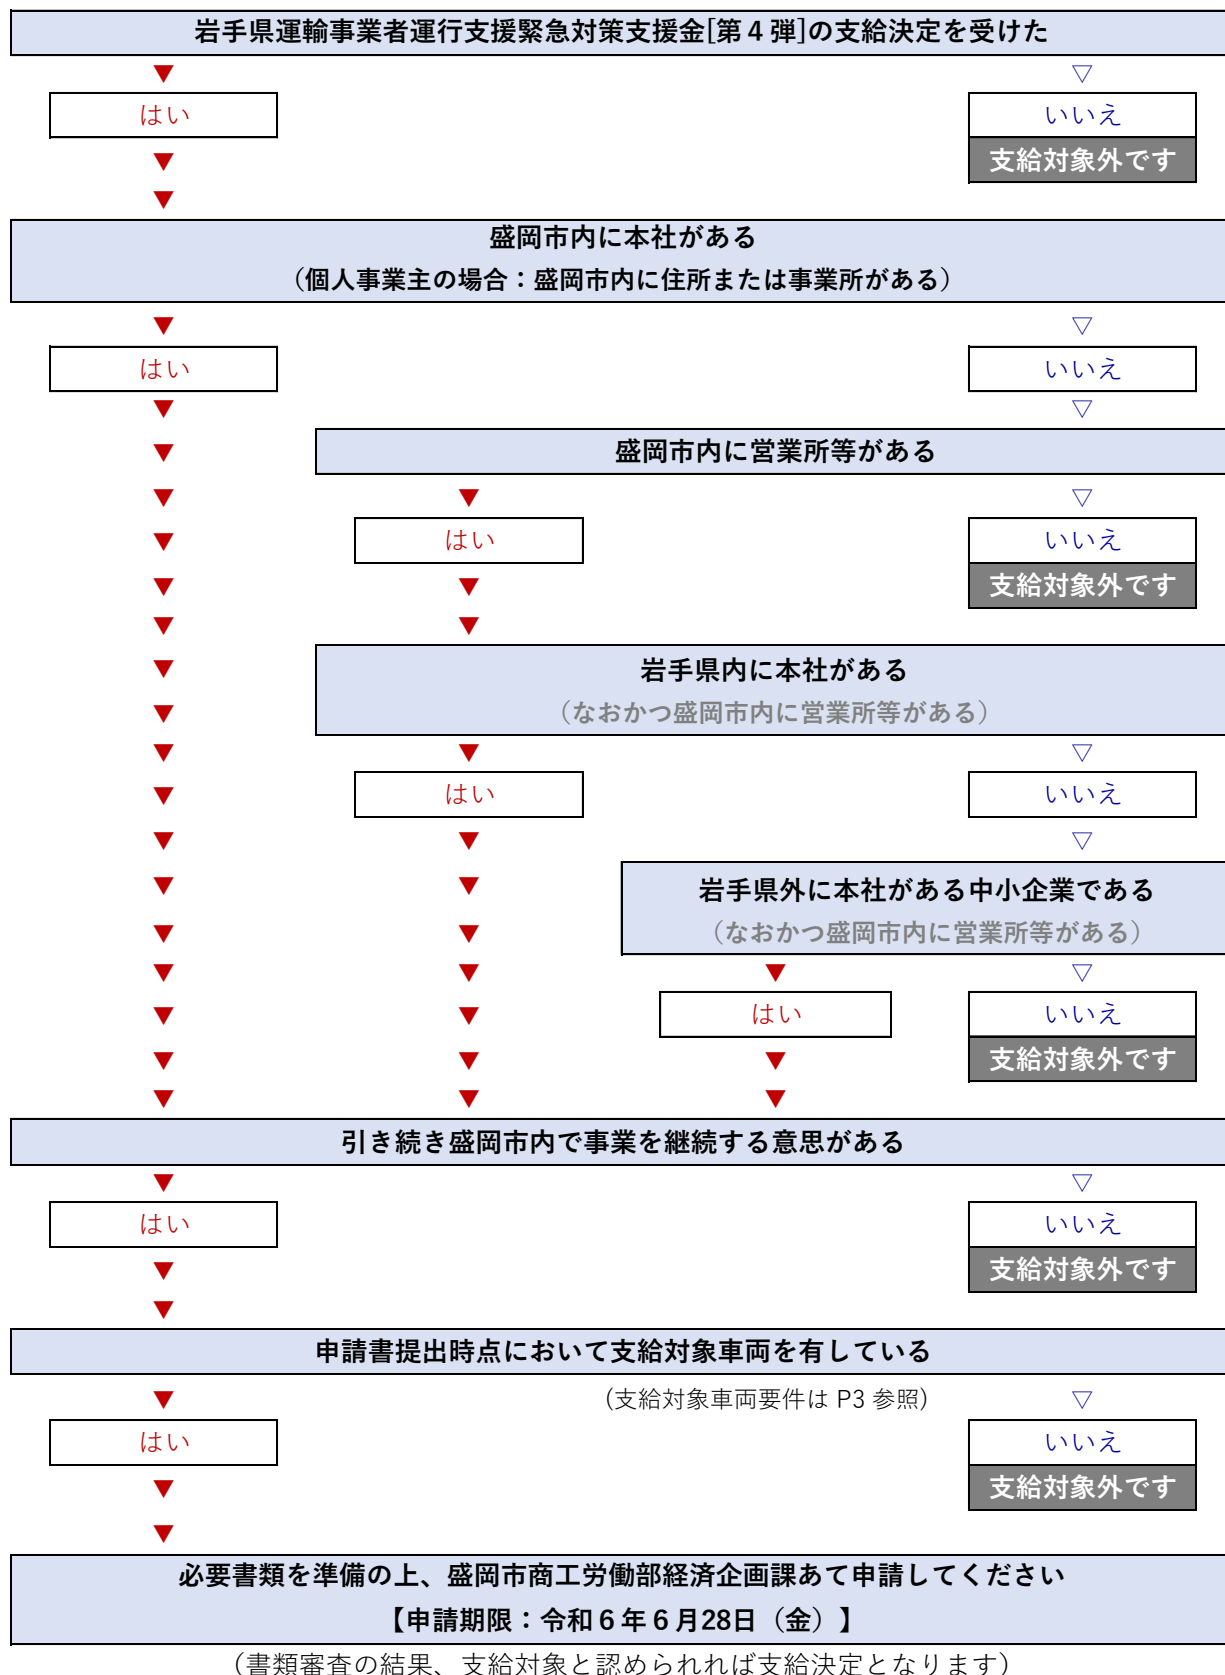 岩手県運輸事業者運行支援緊急対策支援金[第４弾]の支給決定を受けた
▼ ▽
はい いいえ
▼ 支給対象外です
▼
盛岡市内に本社がある
（個人事業主の場合：盛岡市内に住所または事業所がある）
▼ ▽
はい いいえ
▼ ▽
▼ 盛岡市内に営業所等がある
▼ ▼ ▽
▼ はい いいえ
▼ ▼ 支給対象外です
▼ ▼
▼ 岩手県内に本社がある
▼ （なおかつ盛岡市内に営業所等がある）
▼ ▼ ▽
▼ はい いいえ
▼ ▼ ▽
▼ ▼ 岩手県外に本社がある中小企業である
▼ ▼ （なおかつ盛岡市内に営業所等がある）
▼ ▼ ▼ ▽
▼ ▼ はい いいえ
▼ ▼ ▼ 支給対象外です
▼ ▼ ▼
引き続き盛岡市内で事業を継続する意思がある
▼ ▽
はい いいえ
▼ 支給対象外です
▼
申請書提出時点において支給対象車両を有している
▼ （支給対象車両要件は P3 参照） ▽
はい いいえ
▼ 支給対象外です
▼
必要書類を準備の上、盛岡市商工労働部経済企画課あて申請してください
【申請期限：令和６年６月28日（金）】
（書類審査の結果、支給対象と認められれば支給決定となります）